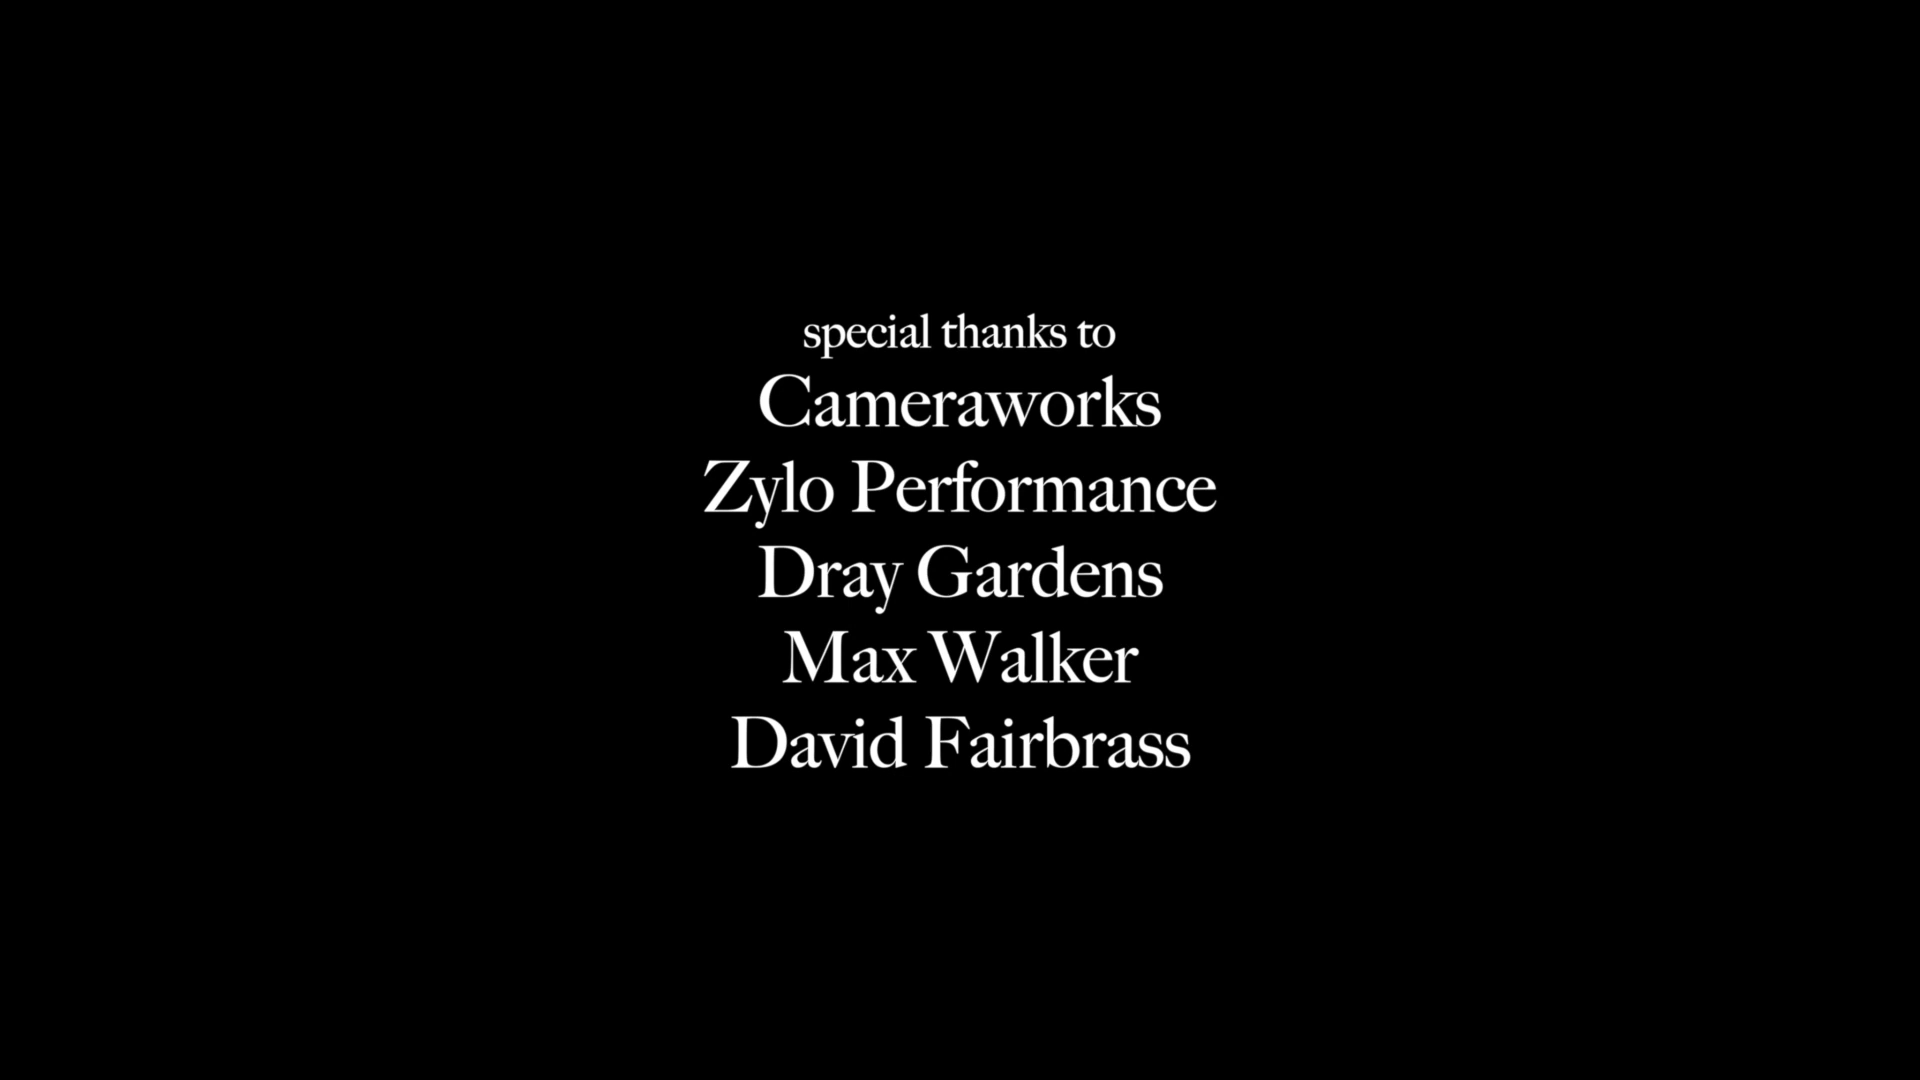 special thanks to
Cameraworks
Zylo Performance
Dray Gardens
Max Walker
David Fairbrass